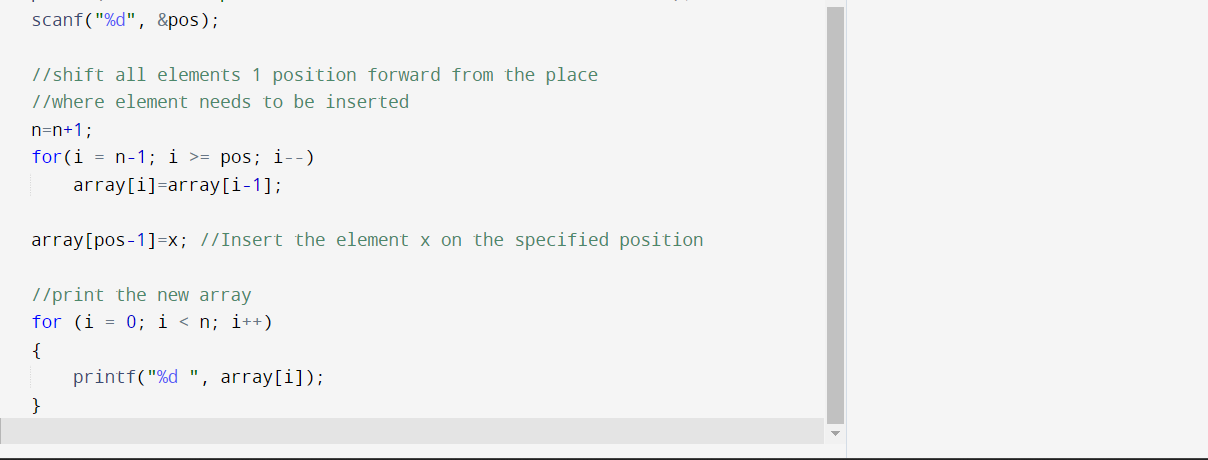 scanf("%d", &pos);
//shift all elements 1 position forward from the place
//where element needs to be inserted
n=n+1;
for(i = n-1; i >= pos; i--)
array[i]=array[i-1];
array[pos-1]=x; //Insert the element x on the specified position
//print the new array
for (i = 0; i < n; i++)
{
printf("%d ", array[i]);
}